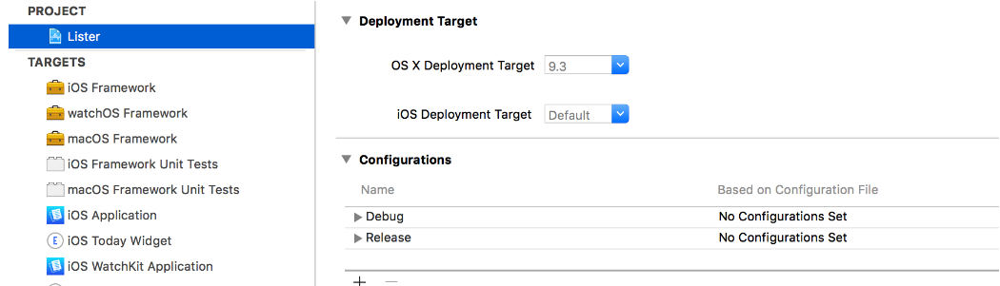 PROJECT
Lister
TARGETS
iOS Framework
watchOS Framework
macOS Framework
iOS Framework Unit Tests
macOS Framework Unit Tests
iOS Application
E iOS Today Widget
iOS WatchKit Application
Deployment Target
OS X Deployment Target 9.3
iOS Deployment Target Default
Configurations
Name Based on Configuration File
Debug No Configurations Set
Release No Configurations Set